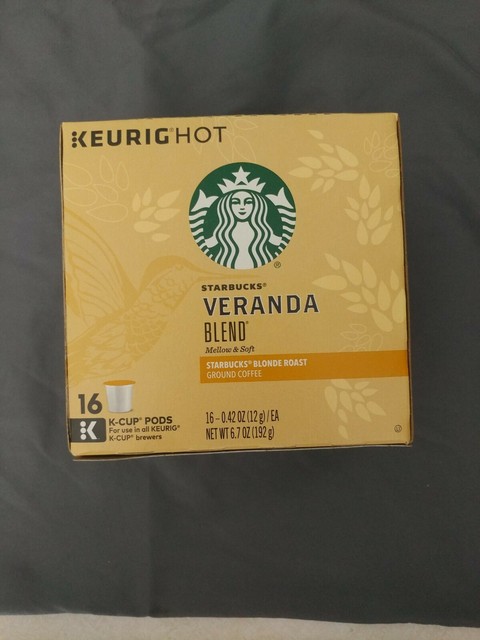 KEURIG® HOT
®
STARBUCKS®
VERANDA
BLEND®
Mellow & Soft
STARBUCKS® BLONDE ROAST
GROUND COFFEE
16
K-CUP® PODS
For use in all KEURIG®
K-CUP® brewers
16 – 0.42 OZ (12 g) / EA
NET WT 6.7 OZ (192 g)